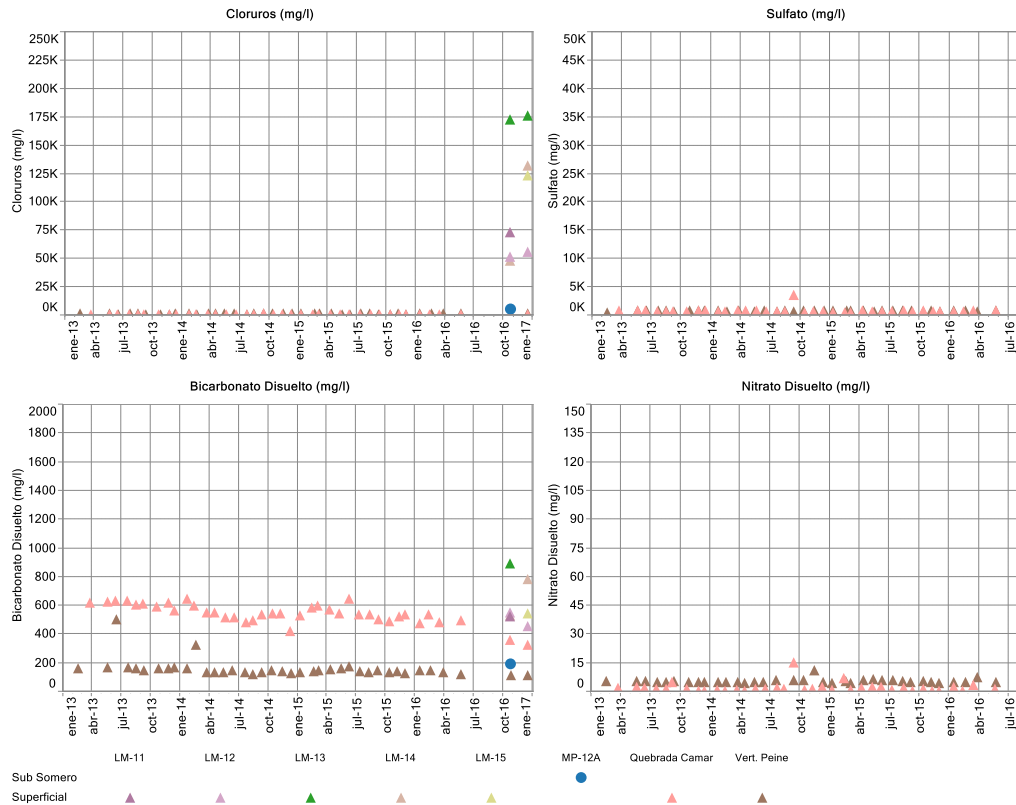 Cloruros (mg/l)
Cloruros (mg/l)
250K
225K
200K
175K
150K
125K
100K
75K
50K
25K
0K
ene-13 abr-13 jul-13 oct-13 ene-14 abr-14 jul-14 oct-14 ene-15 abr-15 jul-15 oct-15 ene-16 abr-16 jul-16 oct-16 ene-17
Sulfato (mg/l)
Sulfato (mg/l)
50K
45K
40K
35K
30K
25K
20K
15K
10K
5K
0K
ene-13 abr-13 jul-13 oct-13 ene-14 abr-14 jul-14 oct-14 ene-15 abr-15 jul-15 oct-15 ene-16 abr-16 jul-16
Bicarbonato Disuelto (mg/l)
Bicarbonato Disuelto (mg/l)
2000
1800
1600
1400
1200
1000
800
600
400
200
0
ene-13 abr-13 jul-13 oct-13 ene-14 abr-14 jul-14 oct-14 ene-15 abr-15 jul-15 oct-15 ene-16 abr-16 jul-16 oct-16 ene-17
Nitrato Disuelto (mg/l)
Nitrato Disuelto (mg/l)
150
135
120
105
90
75
60
45
30
15
0
ene-13 abr-13 jul-13 oct-13 ene-14 abr-14 jul-14 oct-14 ene-15 abr-15 jul-15 oct-15 ene-16 abr-16 jul-16
LM-11 LM-12 LM-13 LM-14 LM-15 MP-12A Quebrada Camar Vert. Peine
Sub Somero
Superficial